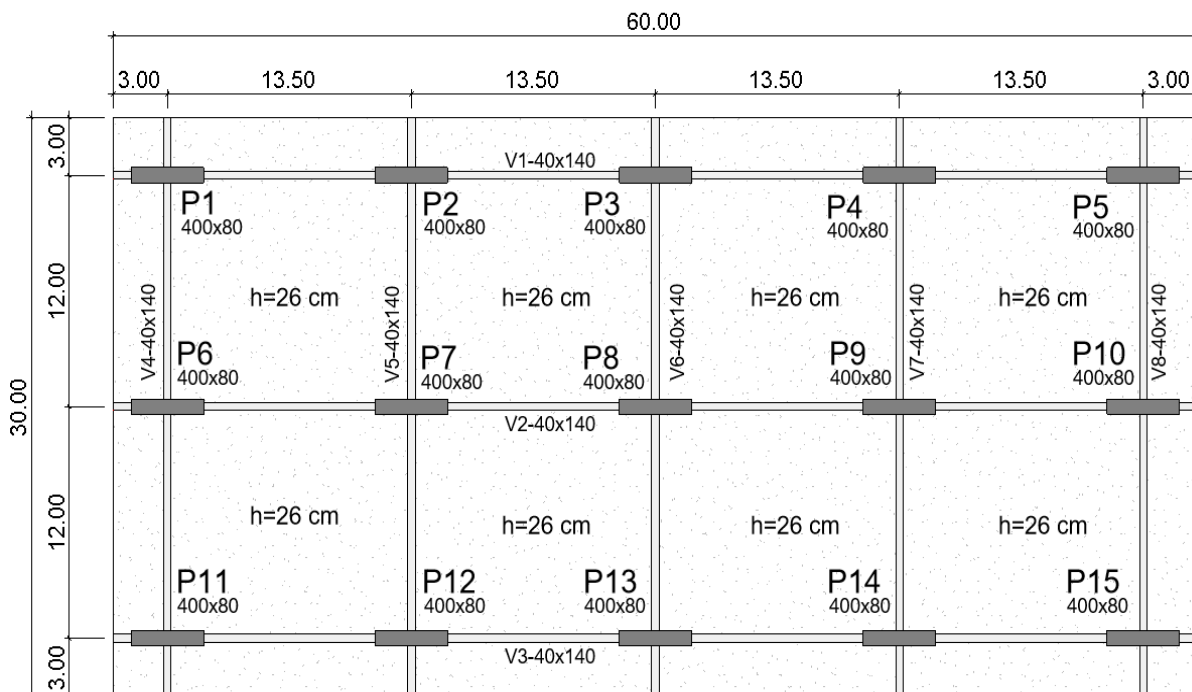 60.00
3.00 13.50 13.50 13.50 13.50 3.00
3.00
V1-40x140
P1 P2 P3 P4 P5
400x80 400x80 400x80 400x80 400x80
12.00
V4-40x140
V5-40x140
V6-40x140
V7-40x140
V8-40x140
h=26 cm h=26 cm h=26 cm h=26 cm
30.00
P6 P7 P8 P9 P10
400x80 400x80 400x80 400x80 400x80
V2-40x140
12.00
h=26 cm h=26 cm h=26 cm h=26 cm
P11 P12 P13 P14 P15
400x80 400x80 400x80 400x80 400x80
V3-40x140
3.00